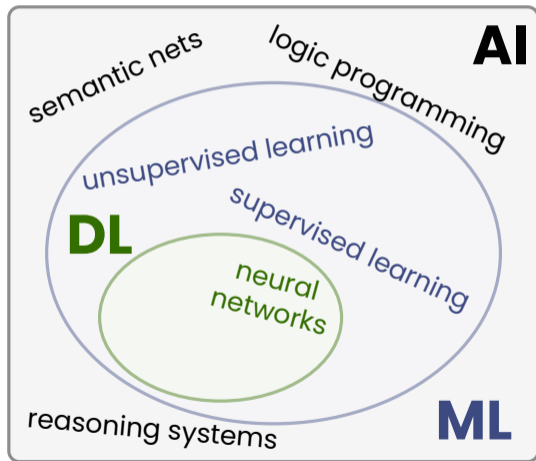 AI
semantic nets
logic programming
unsupervised learning
supervised learning
DL
neural
networks
reasoning systems
ML